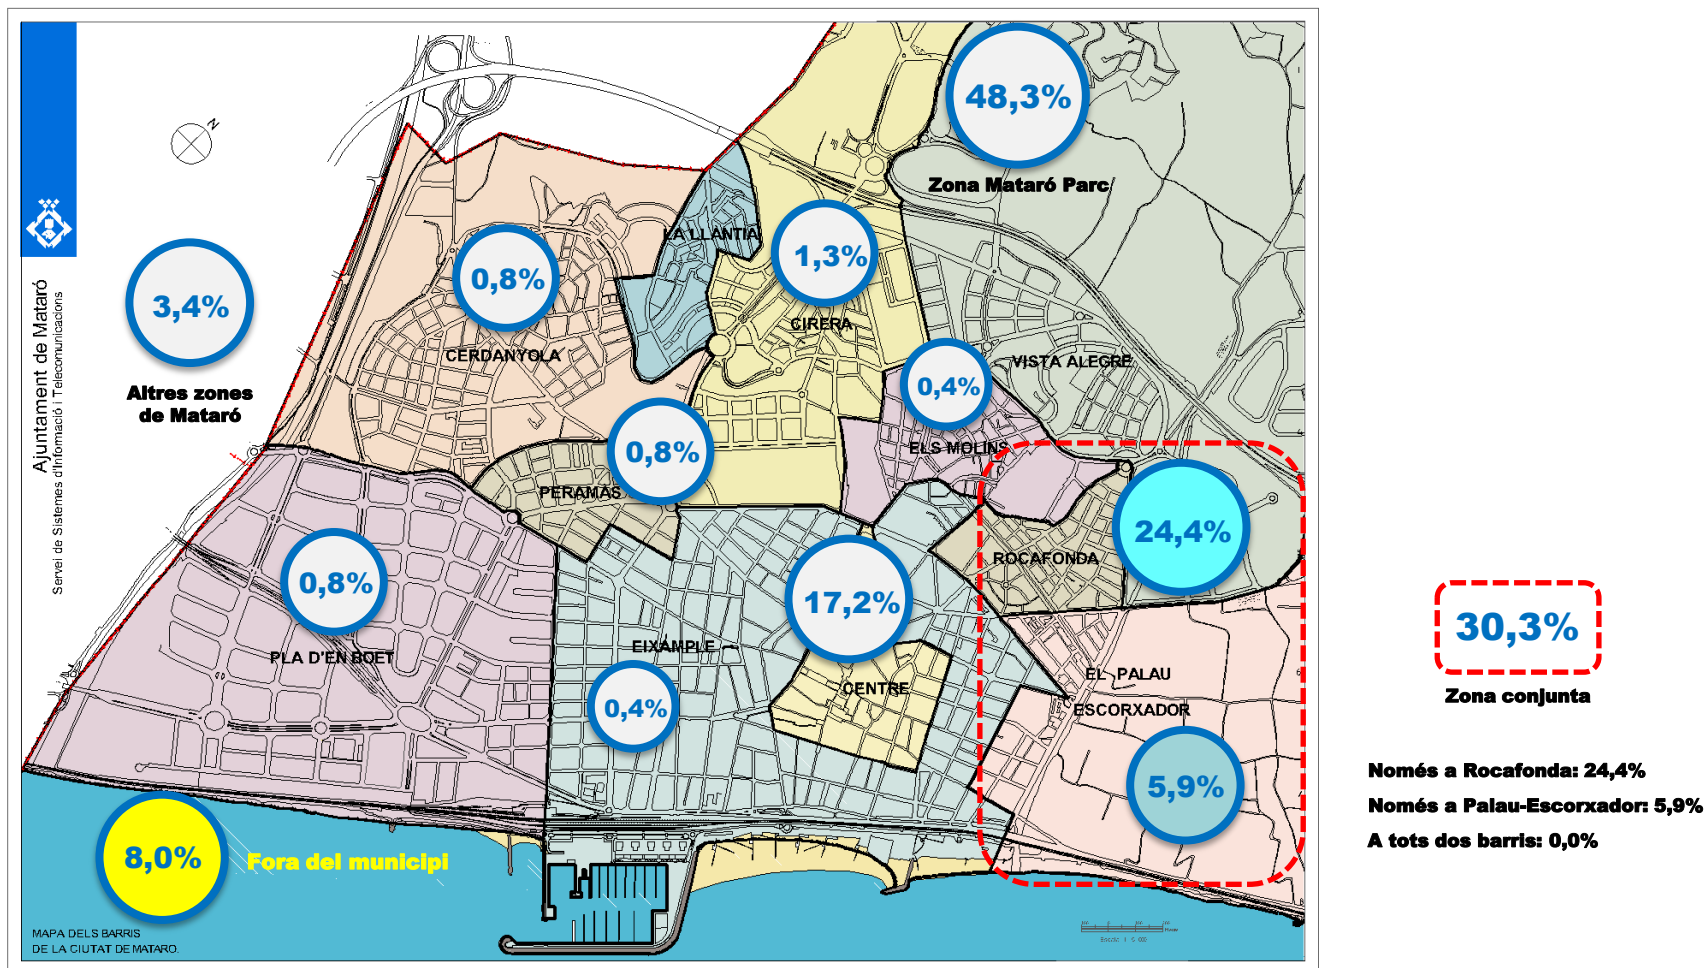 48,3%
Zona Mataró Parc
Ajuntament de Mataró
Servei de Sistemes d'Informació i Telecomunicacions
N
3,4%
Altres zones
de Mataró
0,8%
CERDANYOLA
LA LLANTIA
1,3%
CIRERA
0,4%
VISTA ALEGRE
ELS MOLINS
0,8%
PERAMAS
24,4%
ROCAFONDA
0,8%
PLA D'EN BOET
17,2%
EIXAMPLE
0,4%
CENTRE
EL PALAU
ESCORXADOR
5,9%
30,3%
Zona conjunta
Només a Rocafonda: 24,4%
Només a Palau-Escorxador: 5,9%
A tots dos barris: 0,0%
8,0%
Fora del municipi
MAPA DELS BARRIS
DE LA CIUTAT DE MATARO.